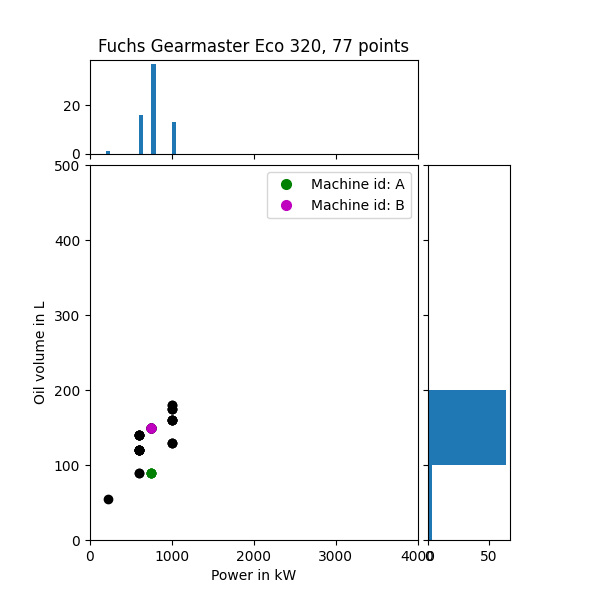 Fuchs Gearmaster Eco 320, 77 points
20
0
500
400
300
200
100
0
Oil volume in L
Machine id: A
Machine id: B
0 1000 2000 3000 4000
0 50
Power in kW